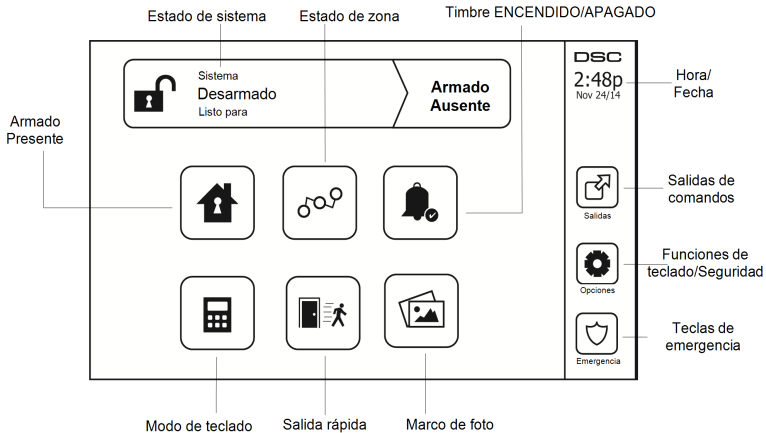 Estado de sistema
Estado de zona
Timbre ENCENDIDO/APAGADO
Sistema
Desarmado
Listo para
Armado
Ausente
DSC
2:48p
Nov 24/14
Hora/
Fecha
Armado
Presente
Salidas
Salidas de
comandos
Opciones
Funciones de
teclado/Seguridad
Emergencia
Teclas de
emergencia
Modo de teclado
Salida rápida
Marco de foto